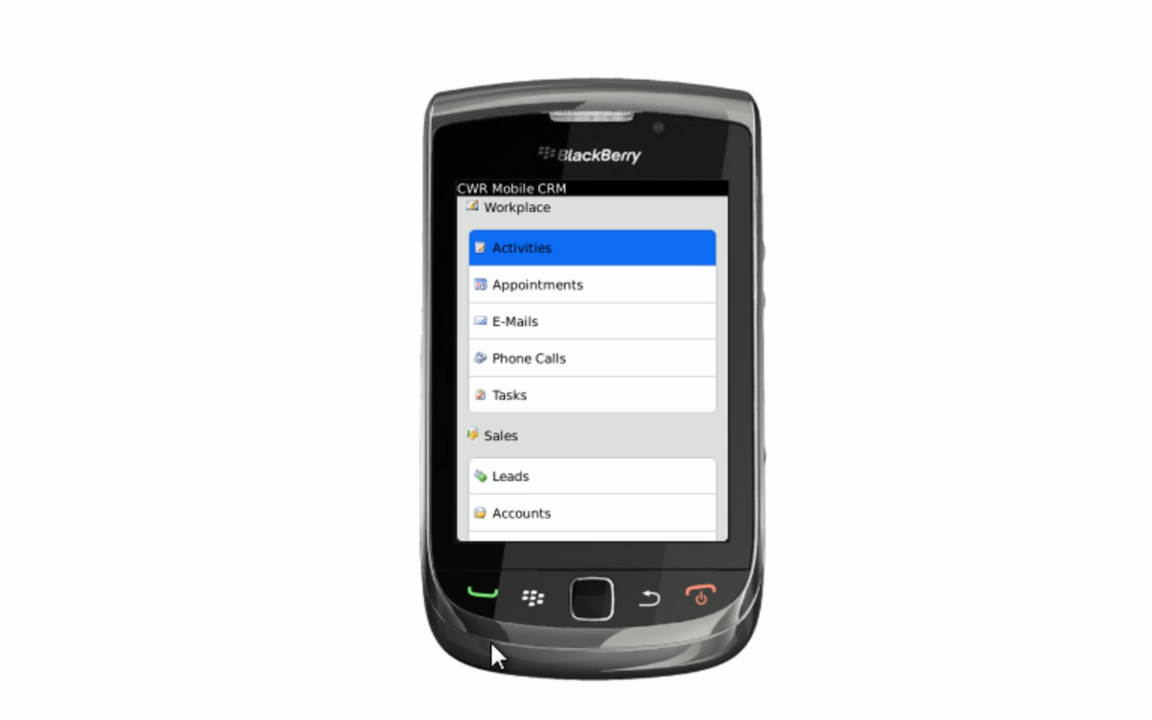 BlackBerry
CWR Mobile CRM
Workplace
Activities
Appointments
E-Mails
Phone Calls
Tasks
Sales
Leads
Accounts